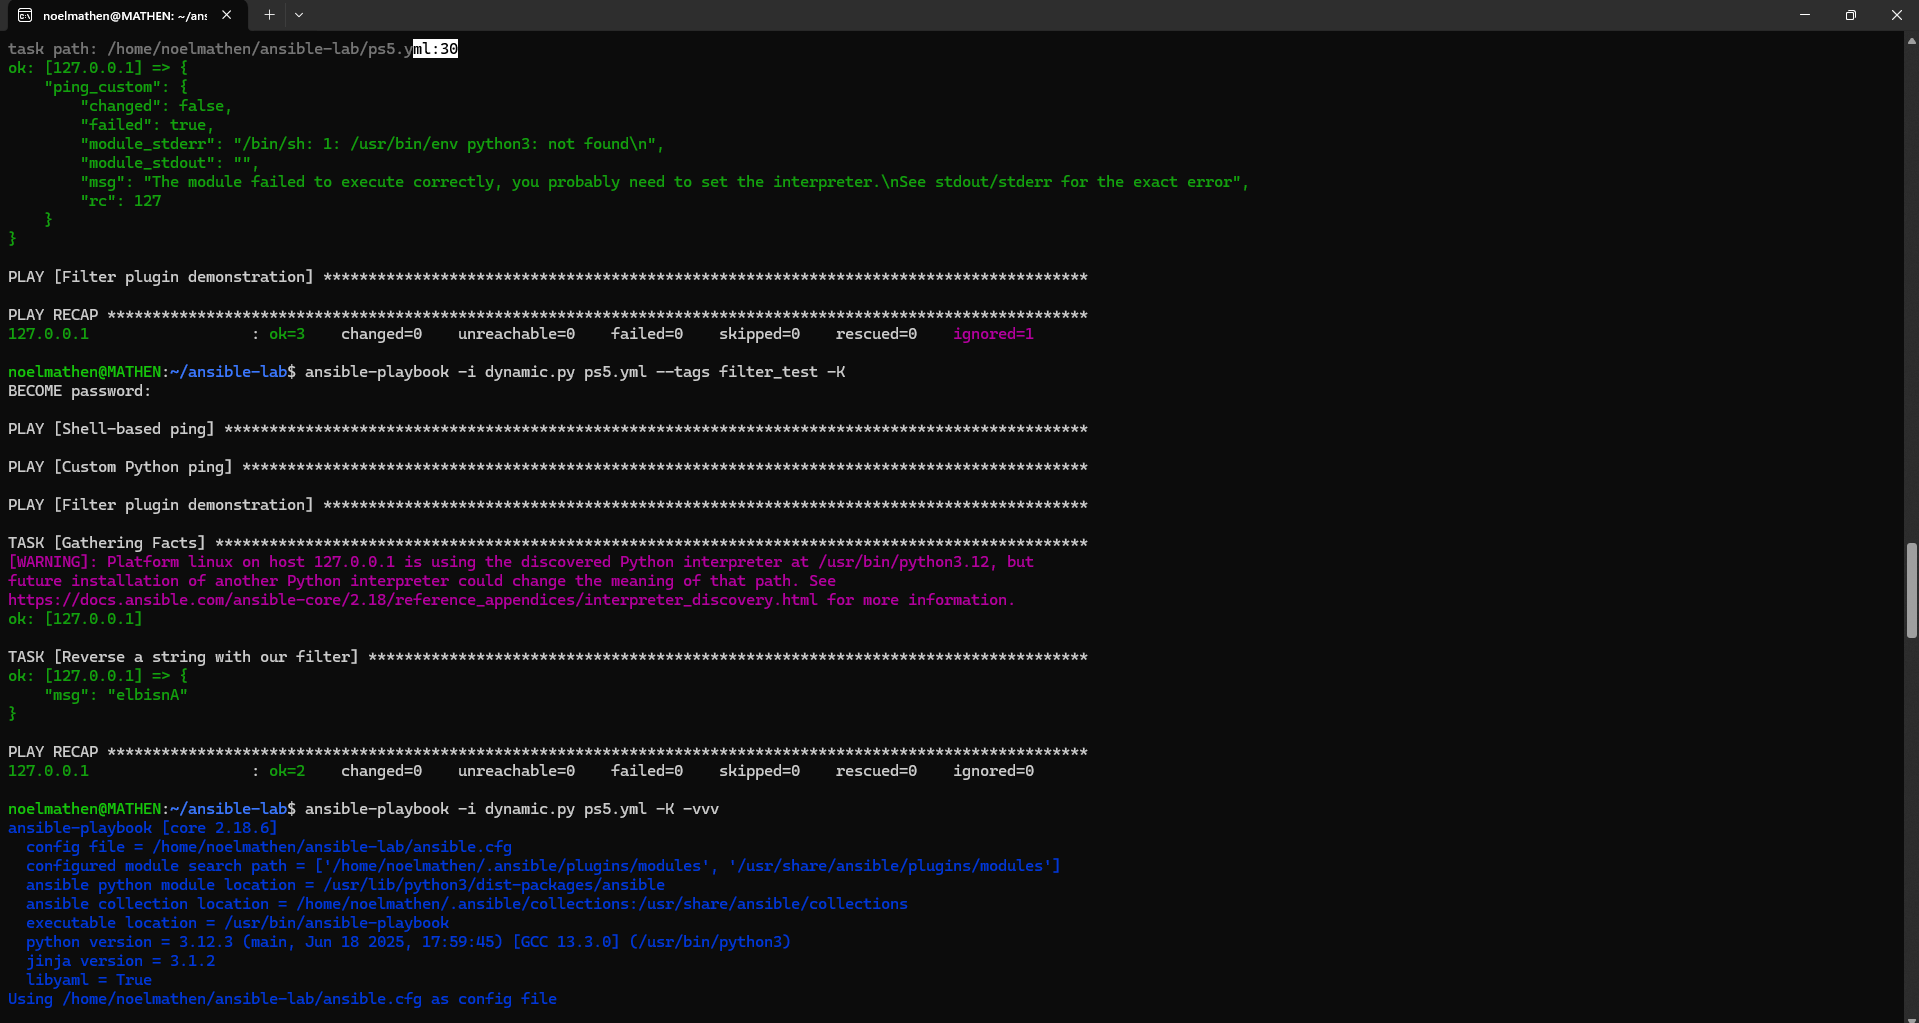 noelmathen@MATHEN: ~/ans
task path: /home/noelmathen/ansible-lab/ps5.yml:30
ok: [127.0.0.1] => {
    "ping_custom": {
        "changed": false,
        "failed": true,
        "module_stderr": "/bin/sh: 1: /usr/bin/env python3: not found\n",
        "module_stdout": "",
        "msg": "The module failed to execute correctly, you probably need to set the interpreter.\nSee stdout/stderr for the exact error",
        "rc": 127
    }
}
PLAY [Filter plugin demonstration] *************************************************************************************
PLAY RECAP *************************************************************************************************************
127.0.0.1                  : ok=3    changed=0    unreachable=0    failed=0    skipped=0    rescued=0    ignored=1
noelmathen@MATHEN:~/ansible-lab$ ansible-playbook -i dynamic.py ps5.yml --tags filter_test -K
BECOME password:
PLAY [Shell-based ping] ************************************************************************************************
PLAY [Custom Python ping] **********************************************************************************************
PLAY [Filter plugin demonstration] *************************************************************************************
TASK [Gathering Facts] *************************************************************************************************
[WARNING]: Platform linux on host 127.0.0.1 is using the discovered Python interpreter at /usr/bin/python3.12, but
future installation of another Python interpreter could change the meaning of that path. See
https://docs.ansible.com/ansible-core/2.18/reference_appendices/interpreter_discovery.html for more information.
ok: [127.0.0.1]
TASK [Reverse a string with our filter] ********************************************************************************
ok: [127.0.0.1] => {
    "msg": "elbisnA"
}
PLAY RECAP *************************************************************************************************************
127.0.0.1                  : ok=2    changed=0    unreachable=0    failed=0    skipped=0    rescued=0    ignored=0
noelmathen@MATHEN:~/ansible-lab$ ansible-playbook -i dynamic.py ps5.yml -K -vvv
ansible-playbook [core 2.18.6]
  config file = /home/noelmathen/ansible-lab/ansible.cfg
  configured module search path = ['/home/noelmathen/.ansible/plugins/modules', '/usr/share/ansible/plugins/modules']
  ansible python module location = /usr/lib/python3/dist-packages/ansible
  ansible collection location = /home/noelmathen/.ansible/collections:/usr/share/ansible/collections
  executable location = /usr/bin/ansible-playbook
  python version = 3.12.3 (main, Jun 18 2025, 17:59:45) [GCC 13.3.0] (/usr/bin/python3)
  jinja version = 3.1.2
  libyaml = True
Using /home/noelmathen/ansible-lab/ansible.cfg as config file